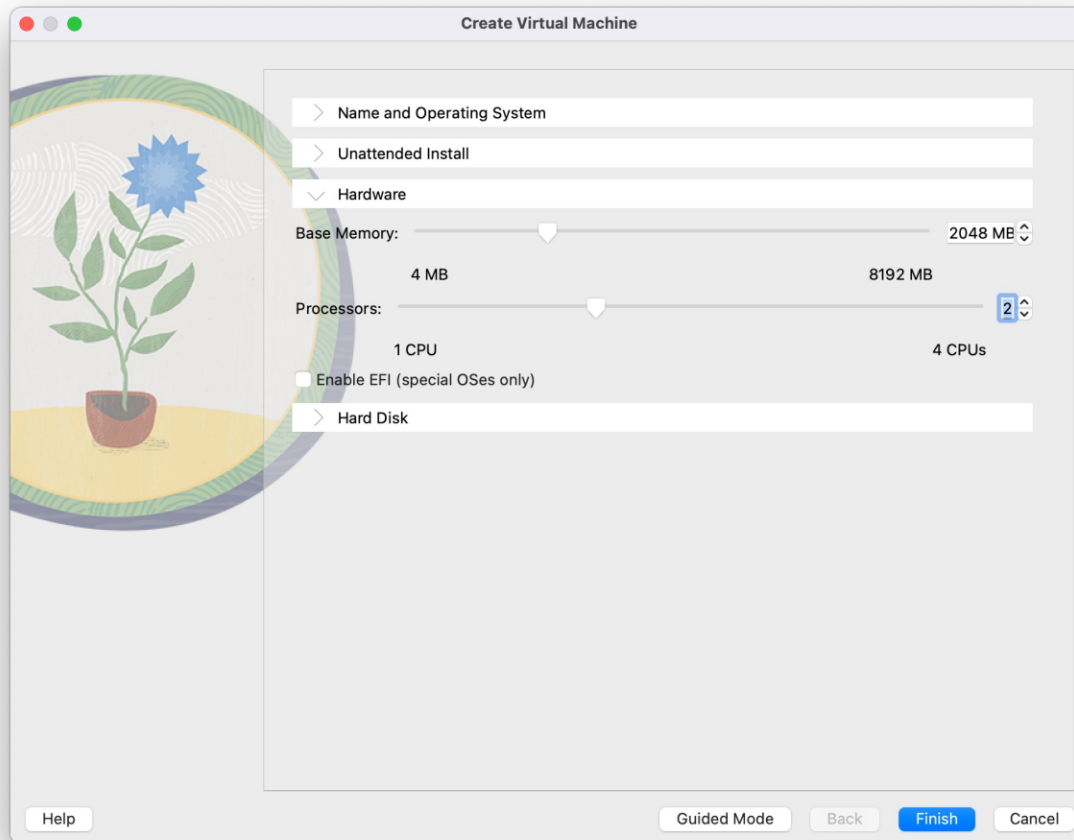 Create Virtual Machine
Name and Operating System
Unattended Install
Hardware
Base Memory: 2048 MB
4 MB 8192 MB
Processors: 2
1 CPU 4 CPUs
Enable EFI (special OSes only)
Hard Disk
Help Guided Mode Back Finish Cancel